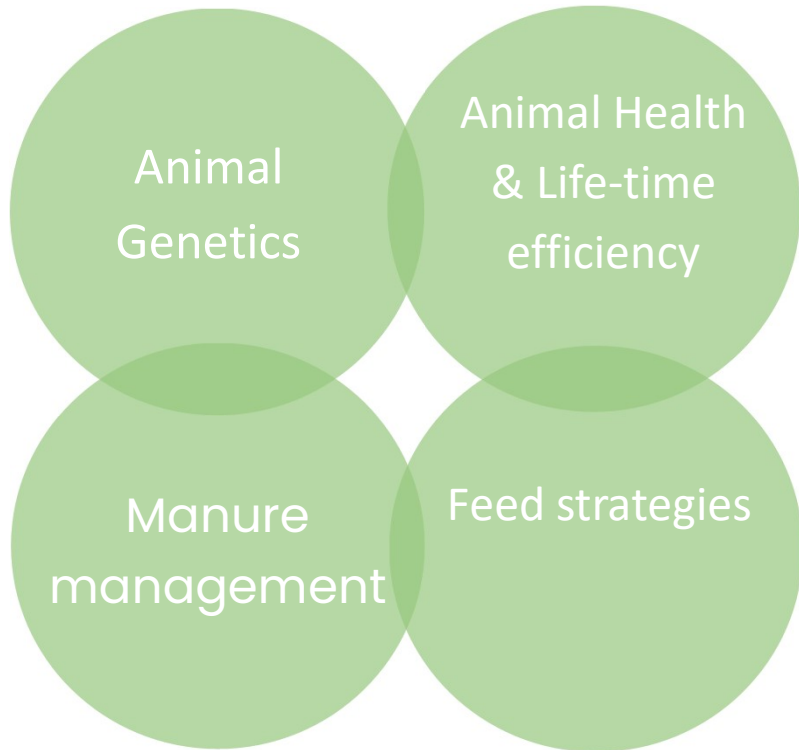 Animal
Genetics
Animal Health
& Life-time
efficiency
Manure
management
Feed strategies